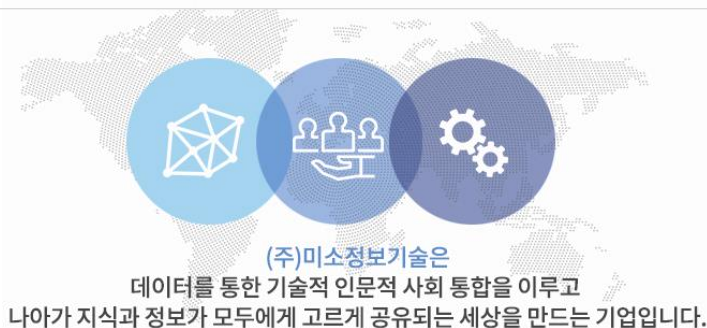 (주)미소정보기술은
데이터를 통한 기술적 인문적 사회 통합을 이루고
나아가 지식과 정보가 모두에게 고르게 공유되는 세상을 만드는 기업입니다.